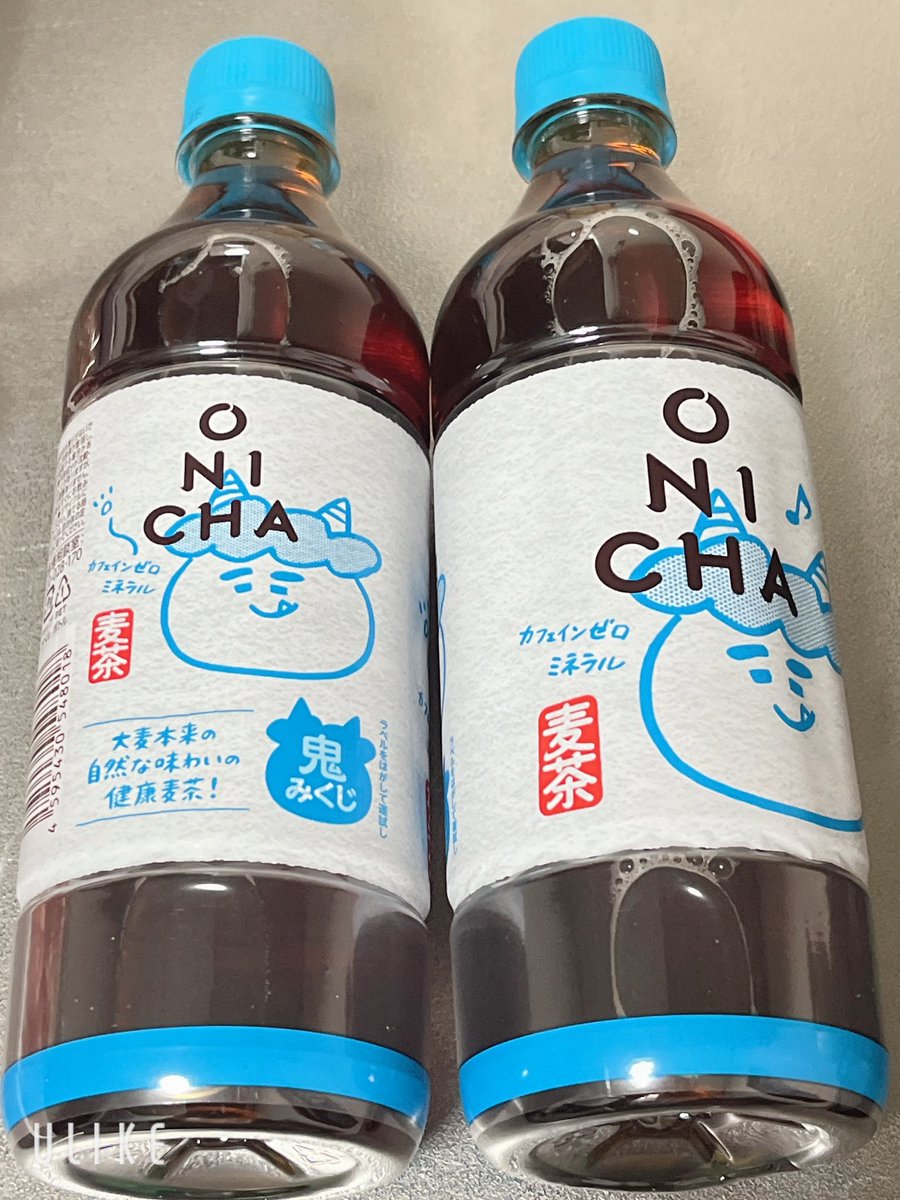 O
NI
CHA
カフェインゼロ
ミネラル
麦茶
大麦本来の
自然な味わいの
健康麦茶!
鬼
みくじ
ラベルをはがして運試し
4 595430 548018
O
NI
CHA
カフェインゼロ
ミネラル
麦茶
ULIKE